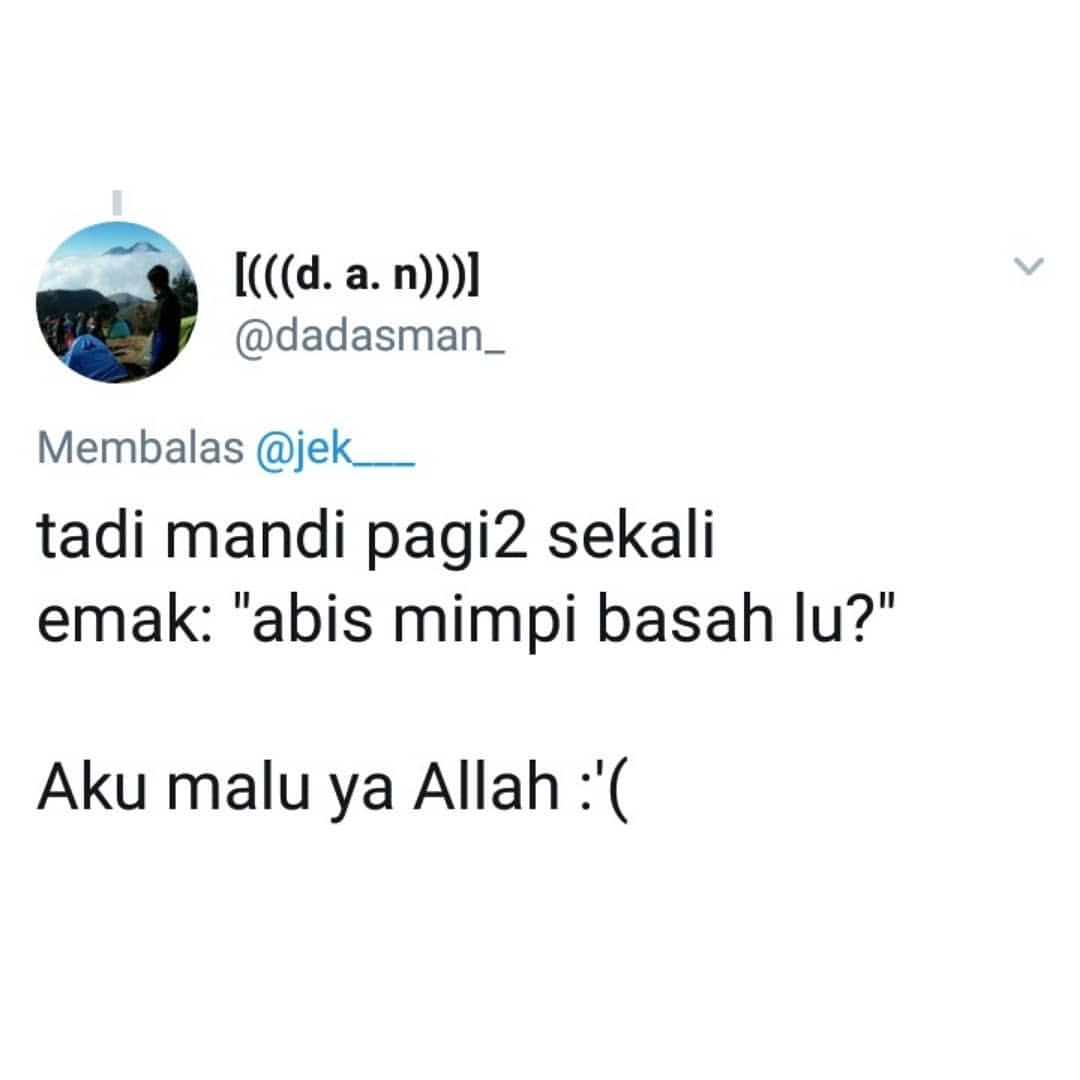 [(((d. a. n)))]
@dadasman_
Membalas @jek___
tadi mandi pagi2 sekali
emak: "abis mimpi basah lu?"
Aku malu ya Allah :'(